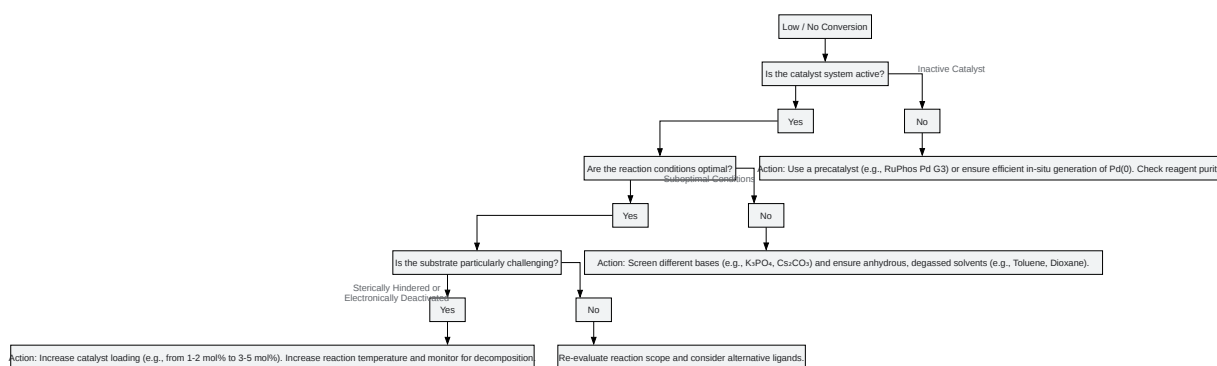 Low / No Conversion
Is the catalyst system active?
Inactive Catalyst
Yes
No
Are the reaction conditions optimal?
Suboptimal Conditions
Action: Use a precatalyst (e.g., RuPhos Pd G3) or ensure efficient in-situ generation of Pd(0). Check reagent purit
Yes
No
Is the substrate particularly challenging?
Action: Screen different bases (e.g., K₃PO₄, Cs₂CO₃) and ensure anhydrous, degassed solvents (e.g., Toluene, Dioxane).
Sterically Hindered or
Electronically Deactivated
Yes
No
Action: Increase catalyst loading (e.g., from 1-2 mol% to 3-5 mol%). Increase reaction temperature and monitor for decomposition.
Re-evaluate reaction scope and consider alternative ligands.